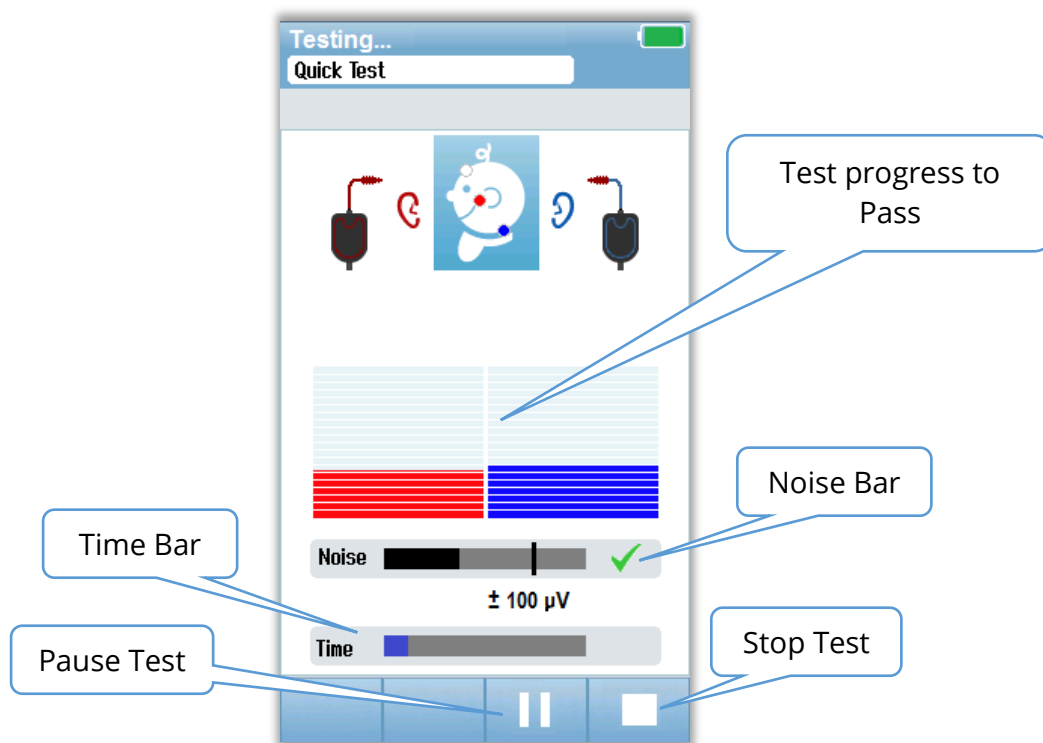 Testing...
Quick Test
Test progress to
Pass
Noise Bar
Time Bar
Noise
± 100 µV
Stop Test
Time
Pause Test